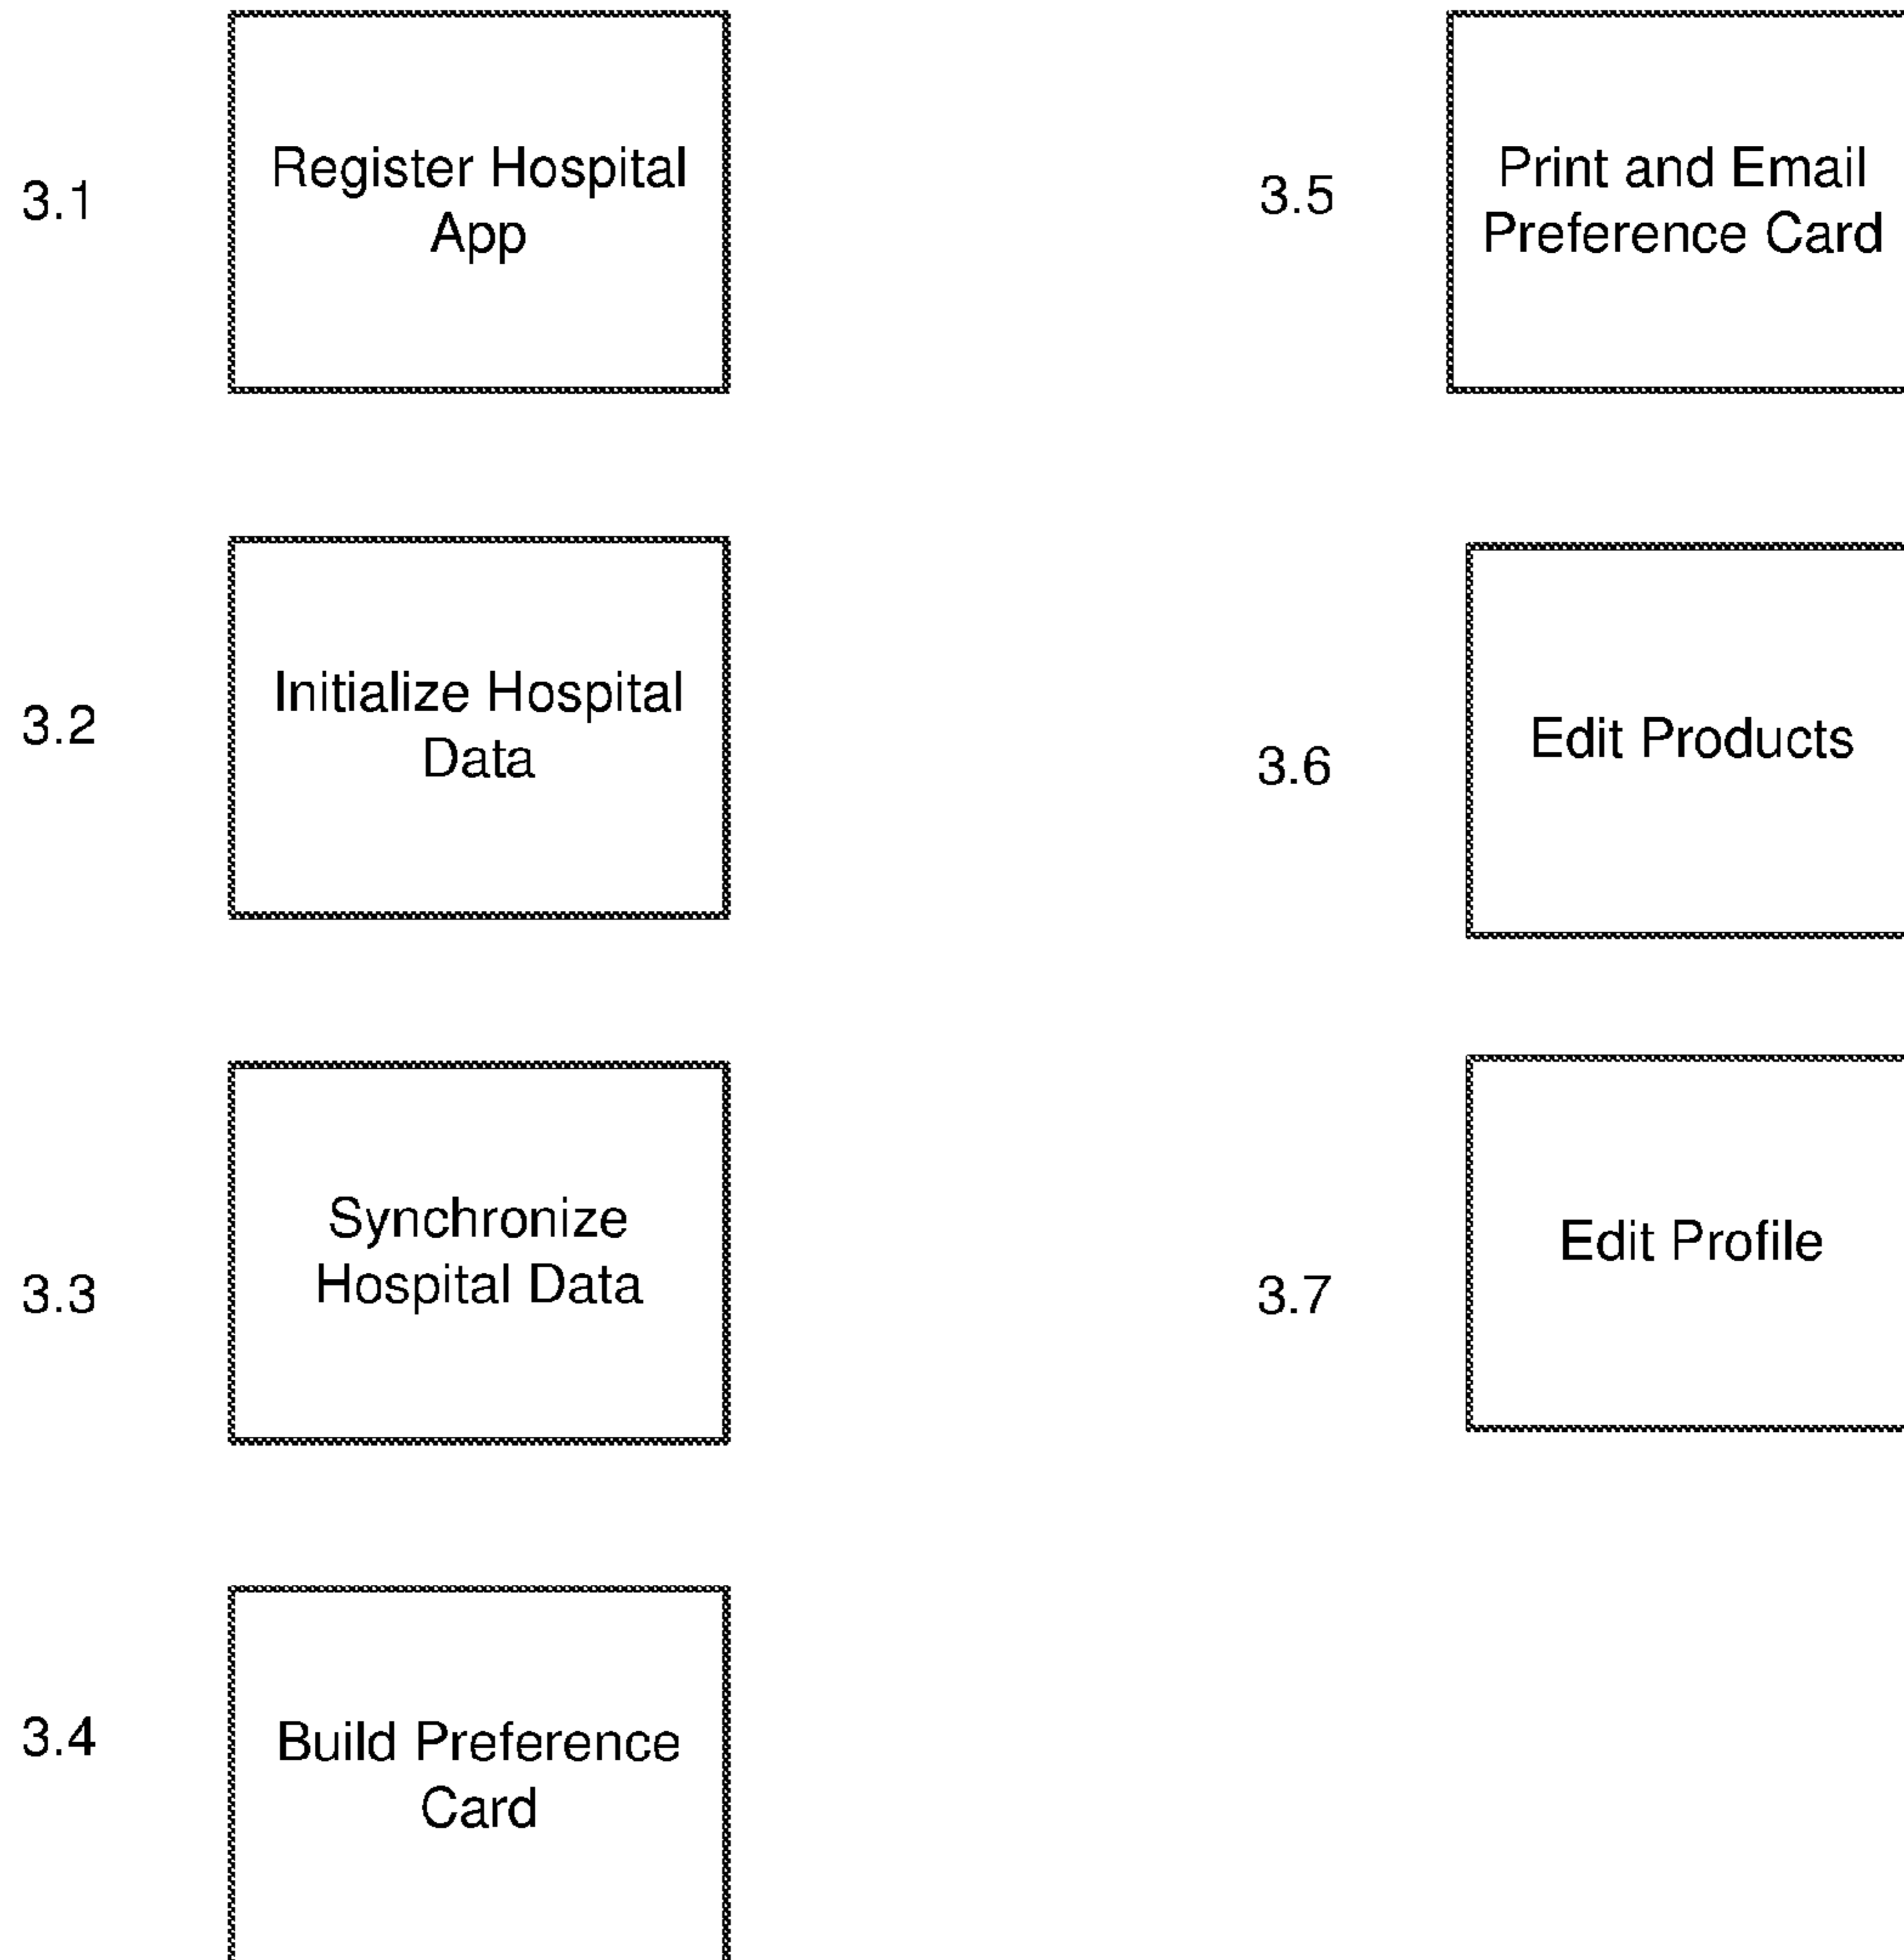 3.1
Register Hospital
App
3.2
Initialize Hospital
Data
3.3
Synchronize
Hospital Data
3.4
Build Preference
Card
3.5
Print and Email
Preference Card
3.6
Edit Products
3.7
Edit Profile